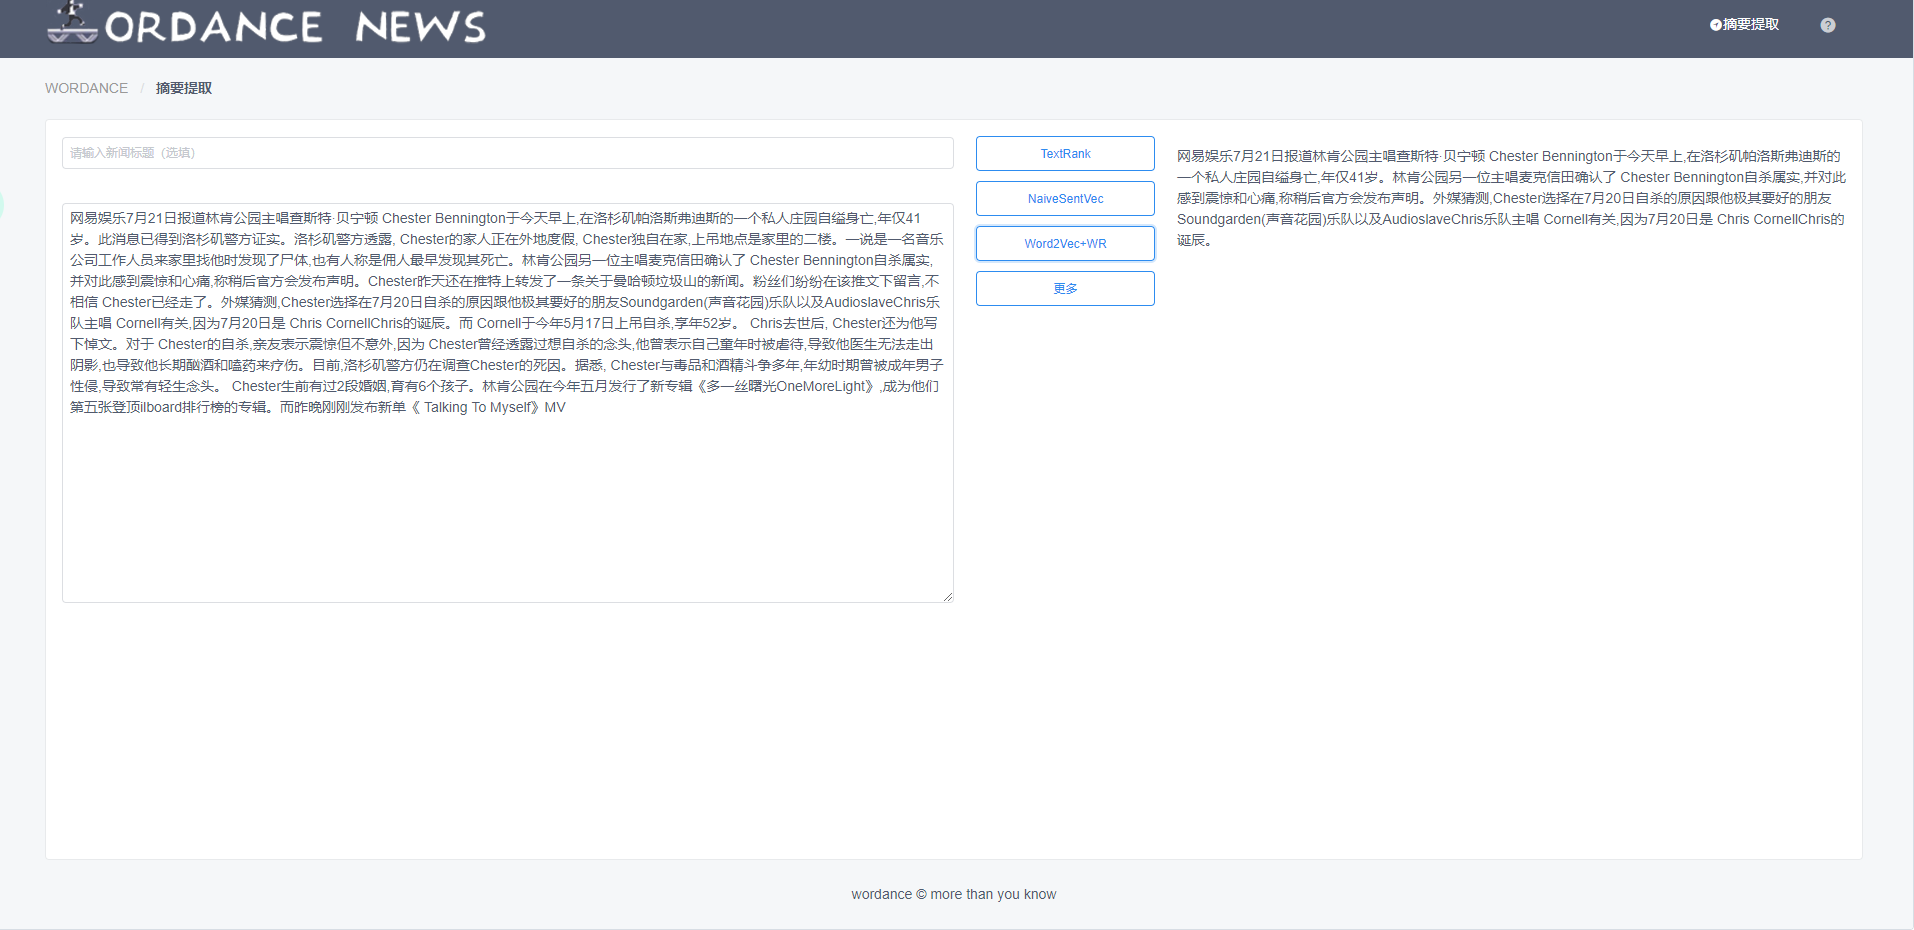 ORDANCE NEWS
摘要提取
?
WORDANCE / 摘要提取
请输入新闻标题（选填）
网易娱乐7月21日报道林肯公园主唱查斯特·贝宁顿 Chester Bennington于今天早上,在洛杉矶帕洛斯弗迪斯的一个私人庄园自缢身亡,年仅41
岁。此消息已得到洛杉矶警方证实。洛杉矶警方透露, Chester的家人正在外地度假, Chester独自在家,上吊地点是家里的二楼。一说是一名音乐
公司工作人员来家里找他时发现了尸体,也有人称是佣人最早发现其死亡。林肯公园另一位主唱麦克信田确认了 Chester Bennington自杀属实,
并对此感到震惊和心痛,称稍后官方会发布声明。Chester昨天还在推特上转发了一条关于曼哈顿垃圾山的新闻。粉丝们纷纷在该推文下留言,不
相信 Chester已经走了。外媒猜测,Chester选择在7月20日自杀的原因跟他极其要好的朋友Soundgarden(声音花园)乐队以及AudioslaveChris乐
队主唱 Cornell有关,因为7月20日是 Chris CornellChris的诞辰。而 Cornell于今年5月17日上吊自杀,享年52岁。 Chris去世后, Chester还为他写
下悼文。对于 Chester的自杀,亲友表示震惊但不意外,因为 Chester曾经透露过想自杀的念头,他曾表示自己童年时被虐待,导致他医生无法走出
阴影,也导致他长期酗酒和嗑药来疗伤。目前,洛杉矶警方仍在调查Chester的死因。据悉, Chester与毒品和酒精斗争多年,年幼时期曾被成年男子
性侵,导致常有轻生念头。 Chester生前有过2段婚姻,育有6个孩子。林肯公园在今年五月发行了新专辑《多一丝曙光OneMoreLight》,成为他们
第五张登顶ilboard排行榜的专辑。而昨晚刚刚发布新单《 Talking To Myself》MV
TextRank
NaiveSentVec
Word2Vec+WR
更多
网易娱乐7月21日报道林肯公园主唱查斯特·贝宁顿 Chester Bennington于今天早上,在洛杉矶帕洛斯弗迪斯的
一个私人庄园自缢身亡,年仅41岁。林肯公园另一位主唱麦克信田确认了 Chester Bennington自杀属实,并对此
感到震惊和心痛,称稍后官方会发布声明。外媒猜测,Chester选择在7月20日自杀的原因跟他极其要好的朋友
Soundgarden(声音花园)乐队以及AudioslaveChris乐队主唱 Cornell有关,因为7月20日是 Chris CornellChris的
诞辰。
wordance © more than you know